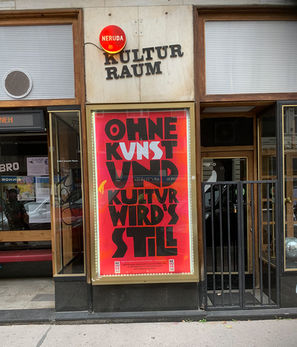 NERUDA
KULTUR
RAUM
OHNE
KUNST
UND
KULTUR
WIRD'S
STILL